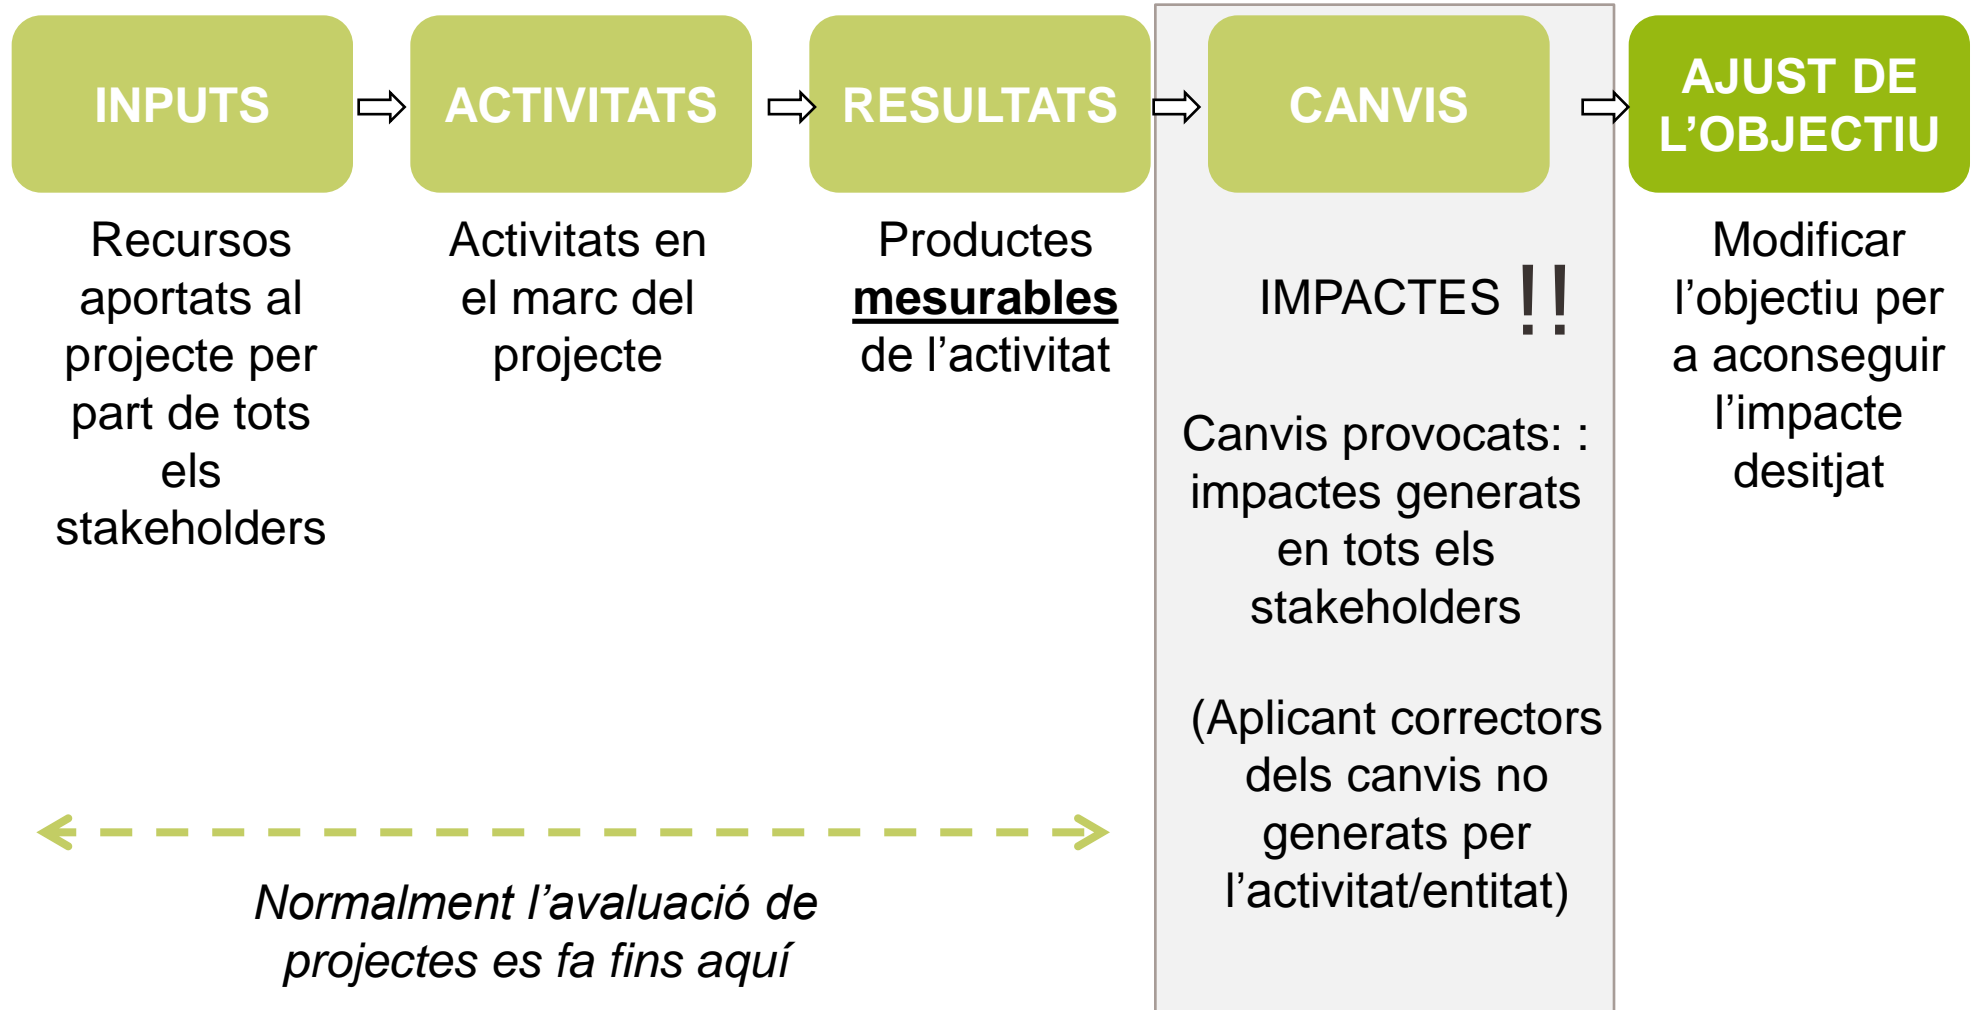 INPUTS
Recursos
aportats al
projecte per
part de tots
els
stakeholders
ACTIVITATS
Activitats en
el marc del
projecte
RESULTATS
Productes
mesurables
de l’activitat
CANVIS
IMPACTES !!
Canvis provocats: :
impactes generats
en tots els
stakeholders
(Aplicant correctors
dels canvis no
generats per
l’activitat/entitat)
AJUST DE
L’OBJECTIU
Modificar
l’objectiu per
a aconseguir
l’impacte
desitjat
Normalment l’avaluació de
projectes es fa fins aquí